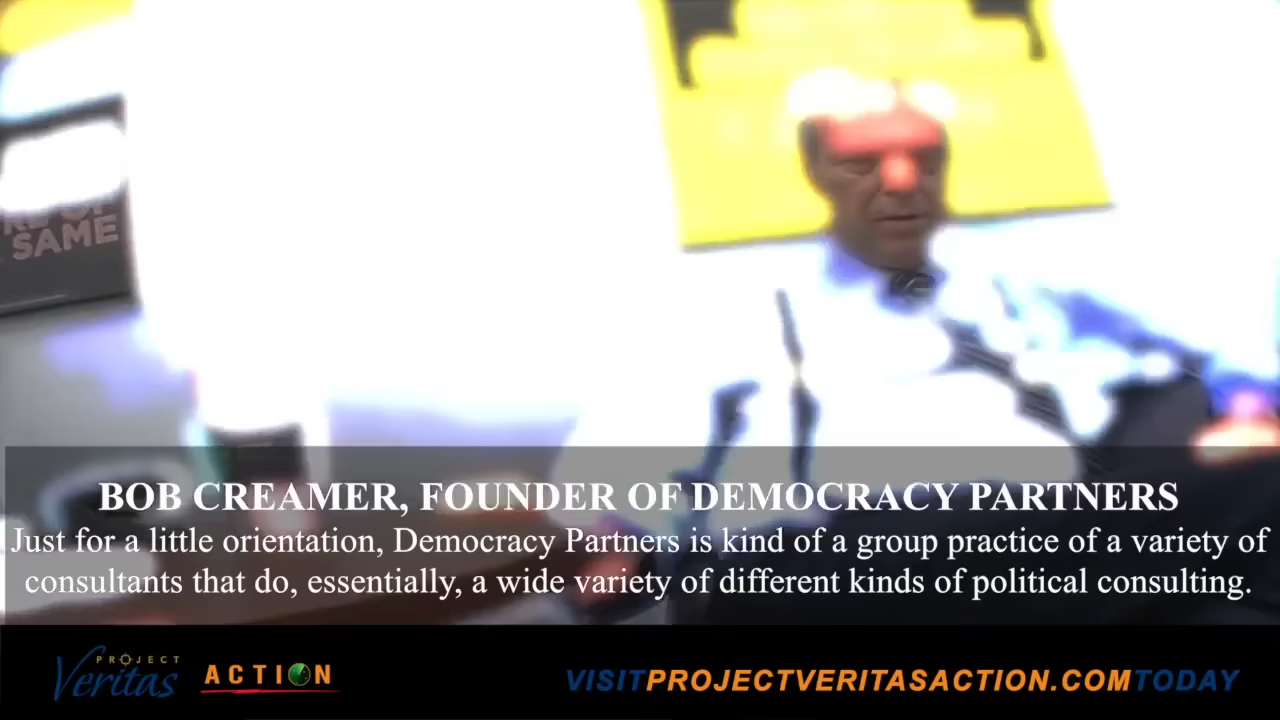 RE OF
SAME
BOB CREAMER, FOUNDER OF DEMOCRACY PARTNERS
Just for a little orientation, Democracy Partners is kind of a group practice of a variety of
consultants that do, essentially, a wide variety of different kinds of political consulting.
PROJECT
Veritas ACTION
VISITPROJECTVERITASACTION.COMTODAY